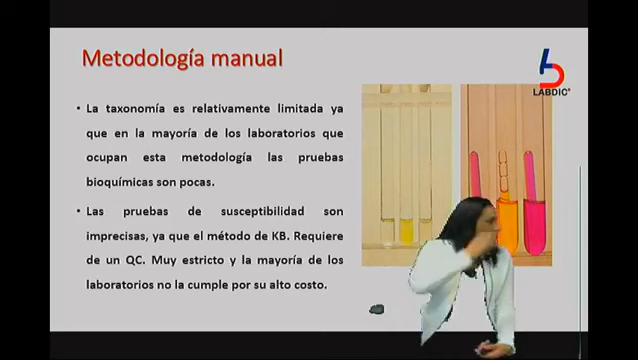 Metodología manual
LABDIC
• La taxonomía es relativamente limitada ya
que en la mayoría de los laboratorios que
ocupan esta metodología las pruebas
bioquímicas son pocas.
• Las pruebas de susceptibilidad son
imprecisas, ya que el método de KB. Requiere
de un QC. Muy estricto y la mayoría de los
laboratorios no la cumple por su alto costo.